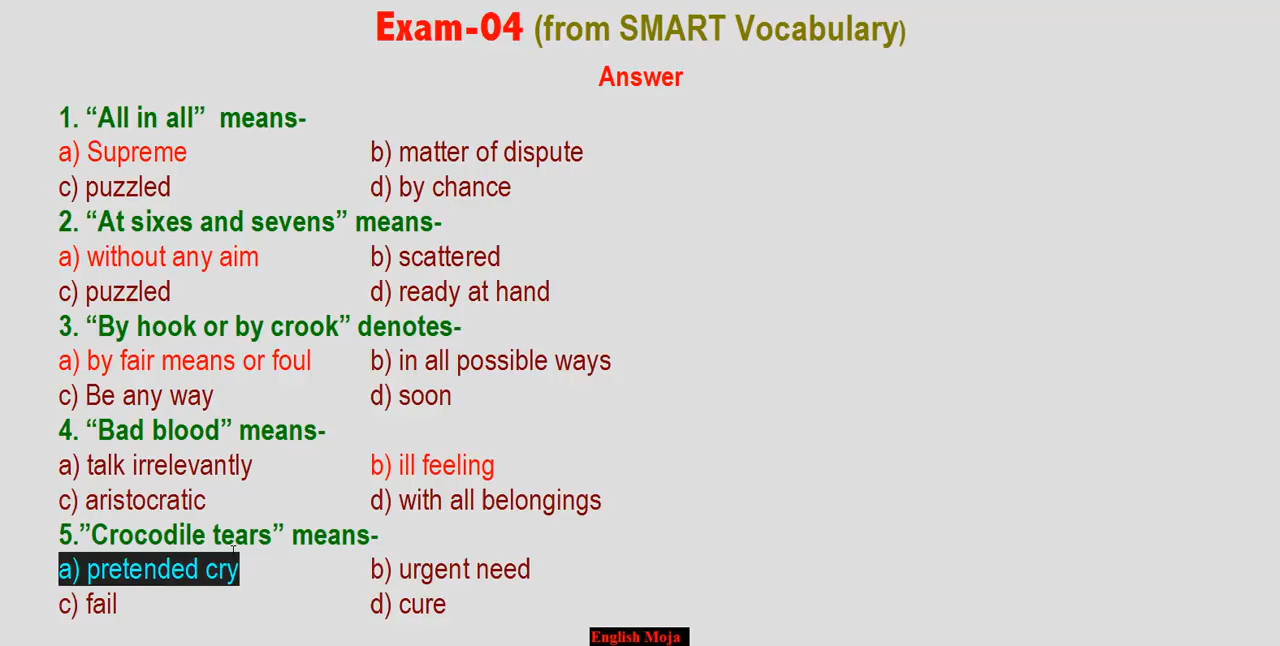 Exam-04 (from SMART Vocabulary)
Answer
1. “All in all”  means-
a) Supreme b) matter of dispute
c) puzzled d) by chance
2. “At sixes and sevens” means-
a) without any aim b) scattered
c) puzzled d) ready at hand
3. “By hook or by crook” denotes-
a) by fair means or foul b) in all possible ways
c) Be any way d) soon
4. “Bad blood” means-
a) talk irrelevantly b) ill feeling
c) aristocratic d) with all belongings
5.”Crocodile tears” means-
a) pretended cry b) urgent need
c) fail d) cure
English Moja